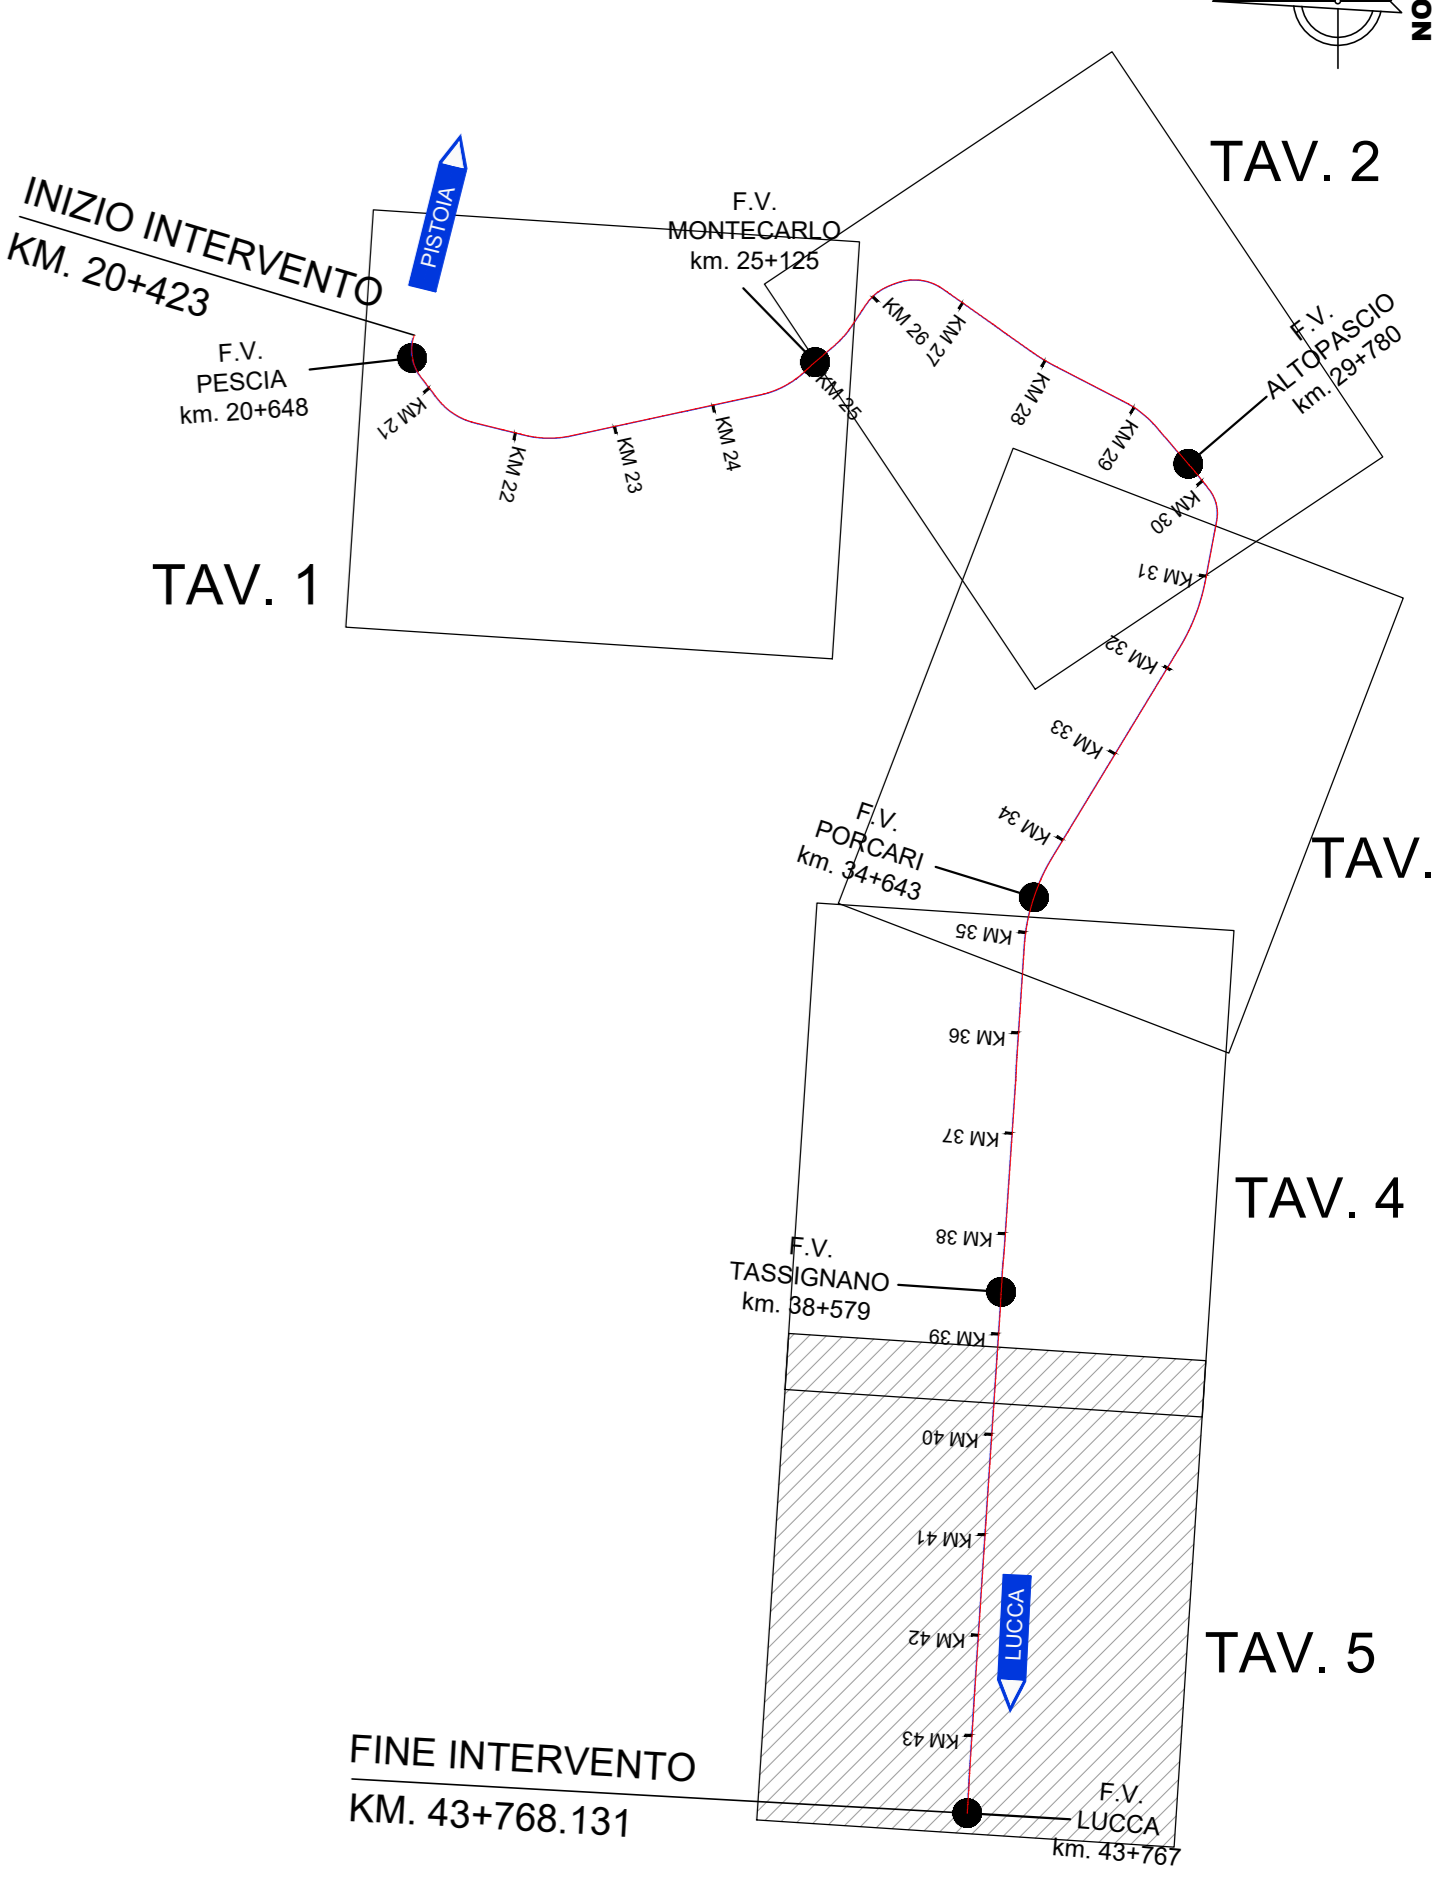 NO
TAV. 2
PISTOIA
INIZIO INTERVENTO
KM. 20+423
F.V.
MONTECARLO
km. 25+125
F.V.
PESCIA
km. 20+648
F.V.
ALTOPASCIO
km. 29+780
KM 21
KM 22
KM 23
KM 24
KM 25
KM 26
KM 27
KM 28
KM 29
KM 30
TAV. 1
KM 31
KM 32
KM 33
KM 34
F.V.
PORCARI
km. 34+643
TAV.
KM 35
KM 36
KM 37
KM 38
TAV. 4
F.V.
TASSIGNANO
km. 38+579
KM 39
KM 40
KM 41
LUCCA
KM 42
TAV. 5
KM 43
FINE INTERVENTO
KM. 43+768.131
F.V.
LUCCA
km. 43+767